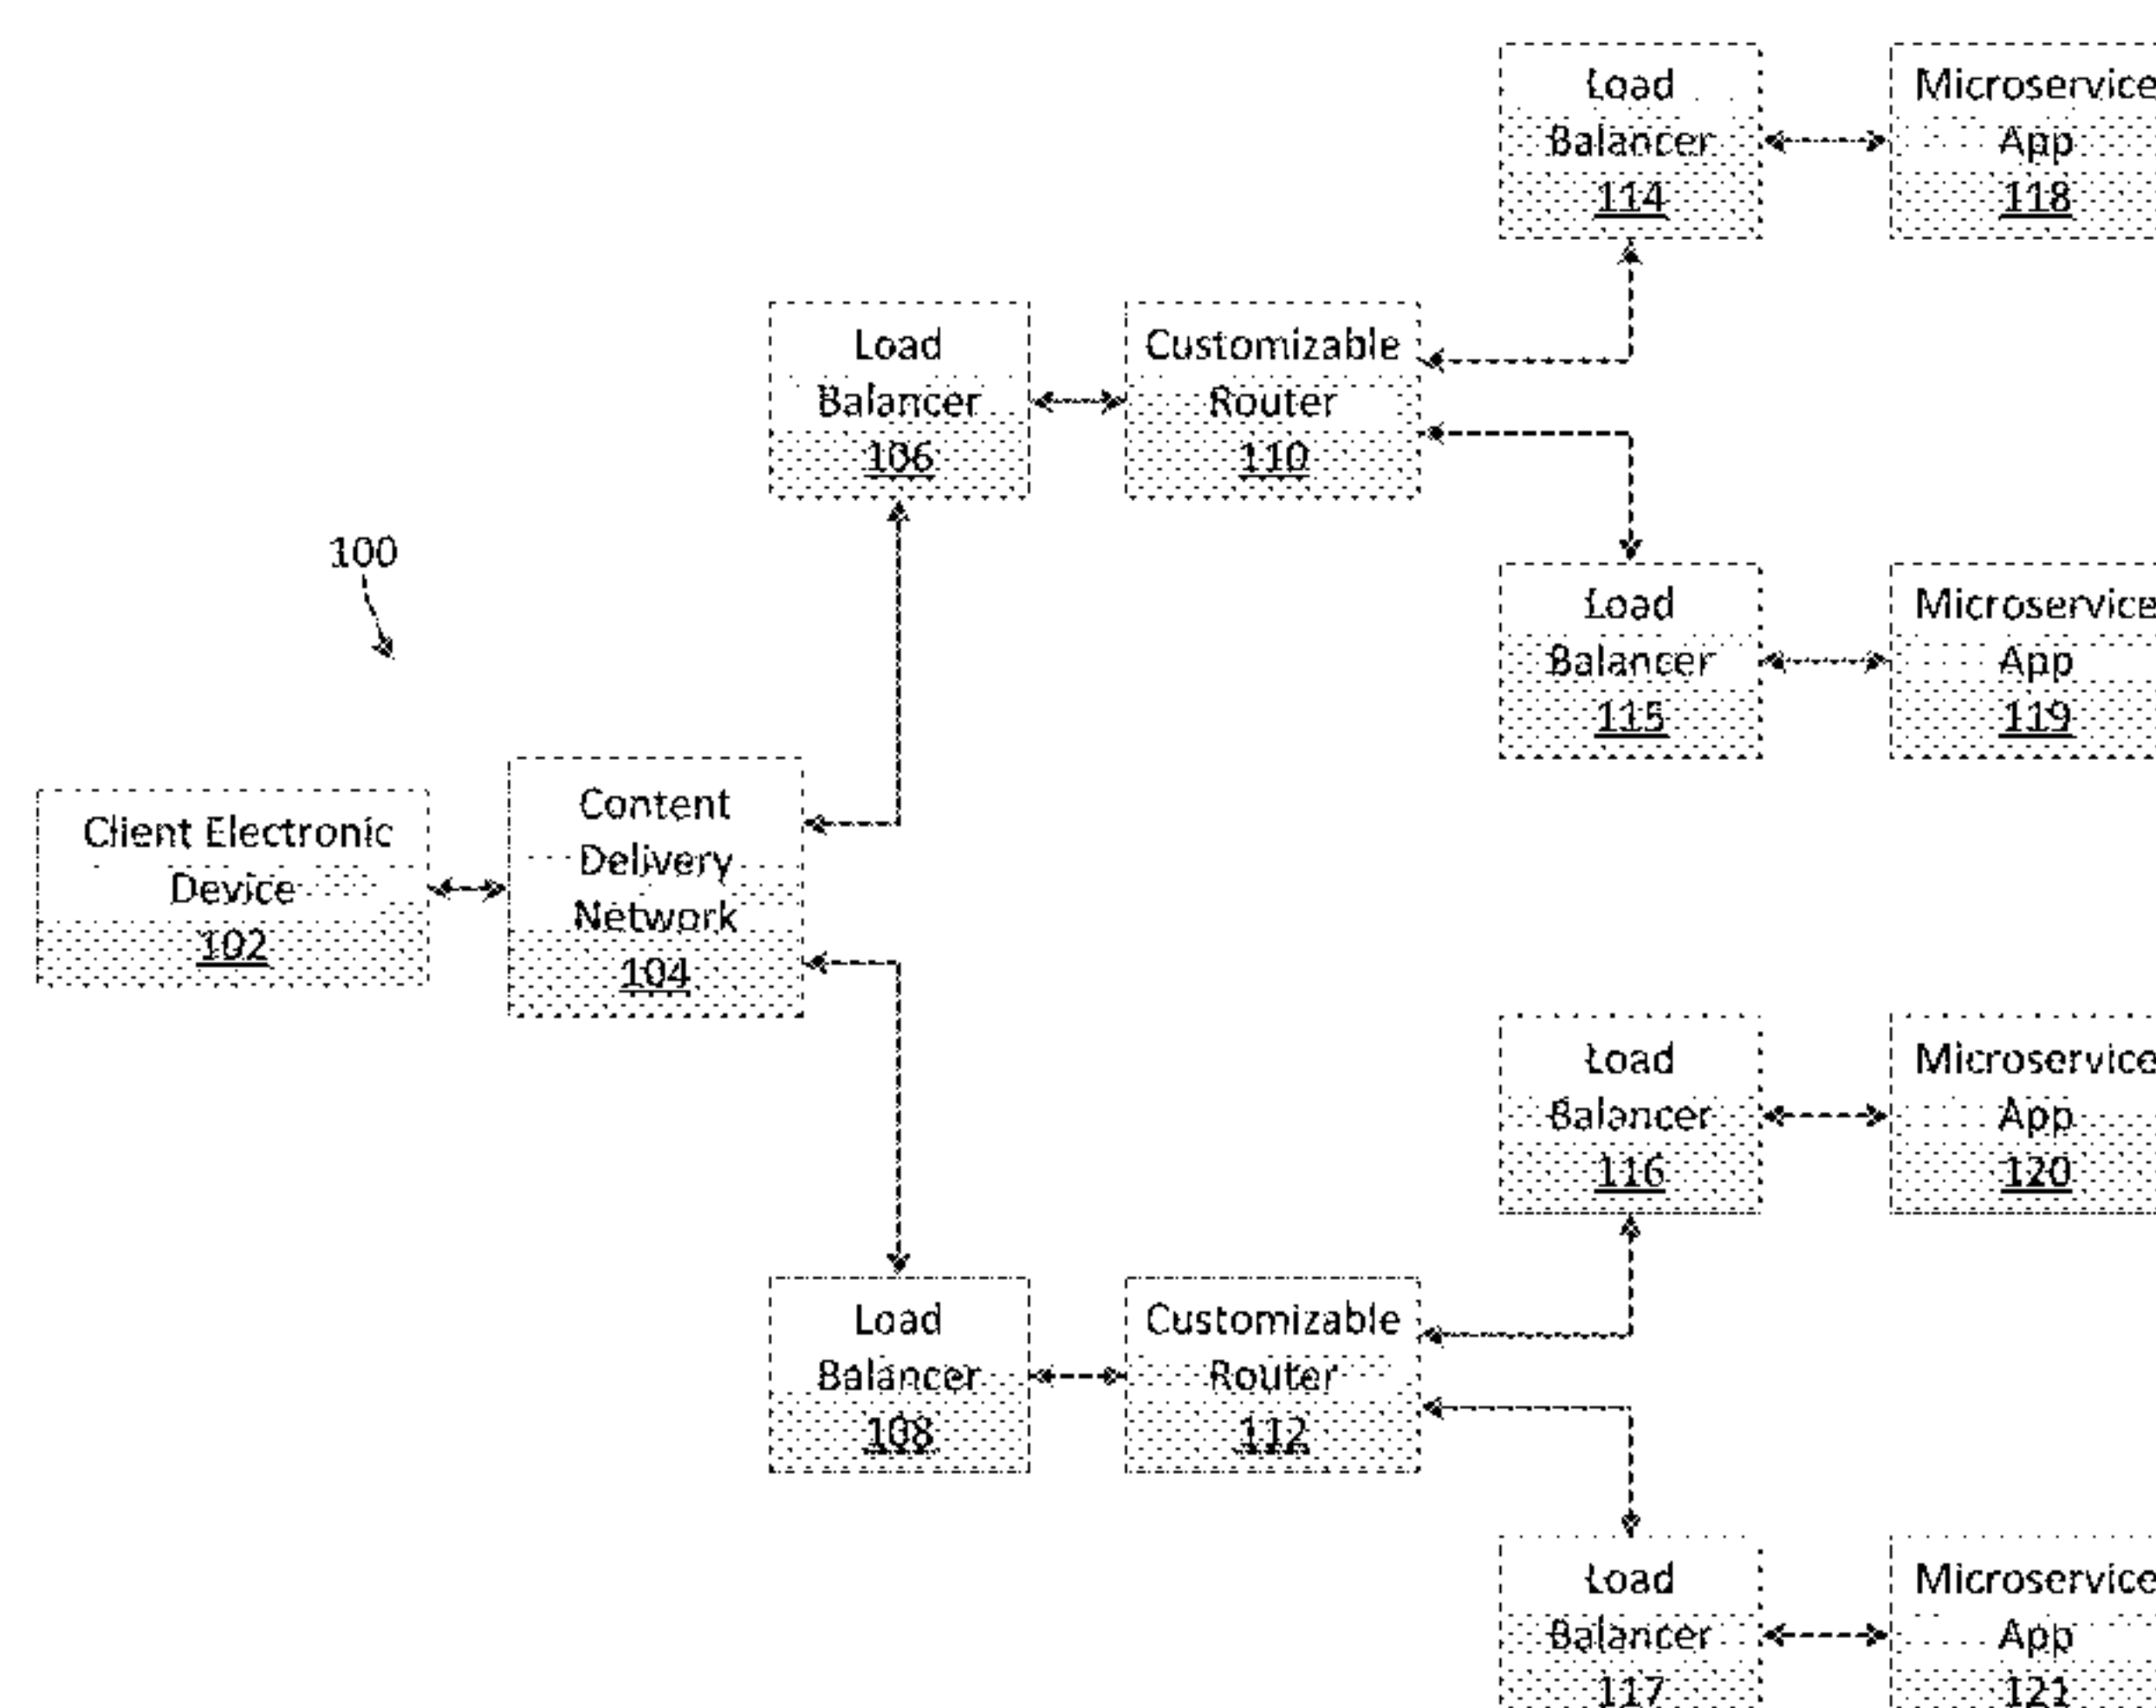 Load
Balancer
114
Microservice
App
118
Load
Balancer
106
Customizable
Router
110
100
Load
Balancer
115
Microservice
App
119
Client Electronic
Device
102
Content
Delivery
Network
104
Load
Balancer
116
Microservice
App
120
Load
Balancer
108
Customizable
Router
112
Load
Balancer
117
Microservice
App
121